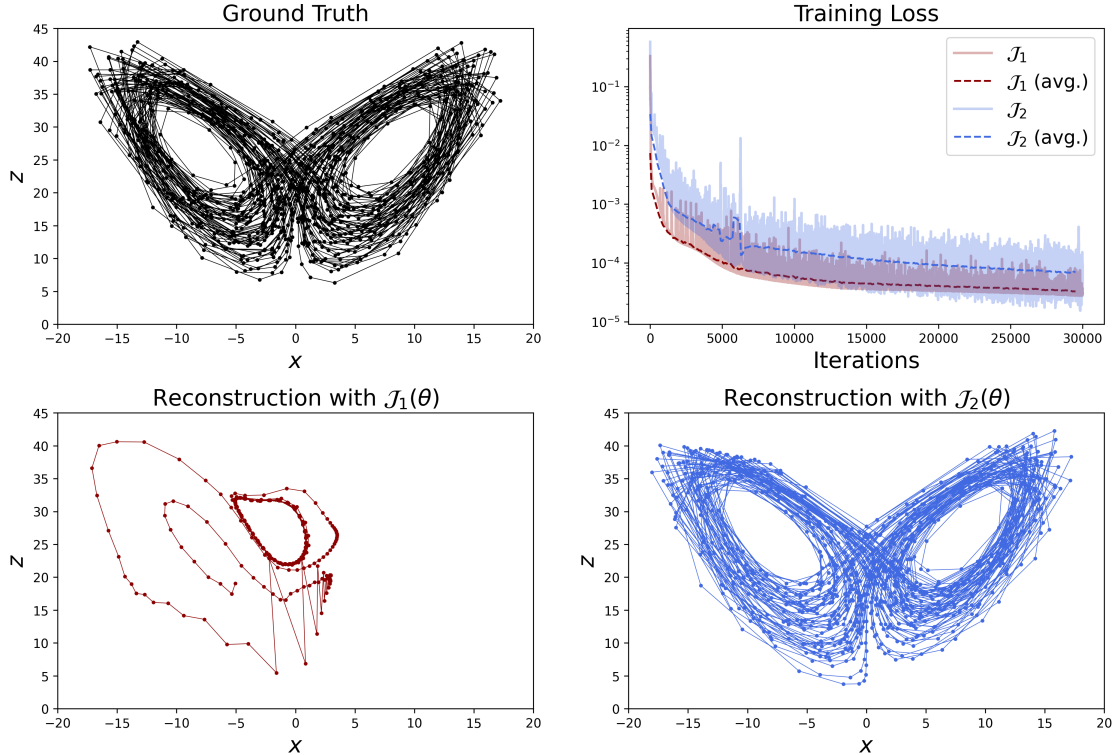 Ground Truth
45
40
35
30
25
20
15
10
5
0
z
−20 −15 −10 −5 0 5 10 15 20
x
Training Loss
10⁻¹
10⁻²
10⁻³
10⁻⁴
10⁻⁵
𝒥₁
𝒥₁ (avg.)
𝒥₂
𝒥₂ (avg.)
0 5000 10000 15000 20000 25000 30000
Iterations
Reconstruction with 𝒥₁(θ)
45
40
35
30
25
20
15
10
5
0
z
−20 −15 −10 −5 0 5 10 15 20
x
Reconstruction with 𝒥₂(θ)
45
40
35
30
25
20
15
10
5
0
z
−20 −15 −10 −5 0 5 10 15 20
x